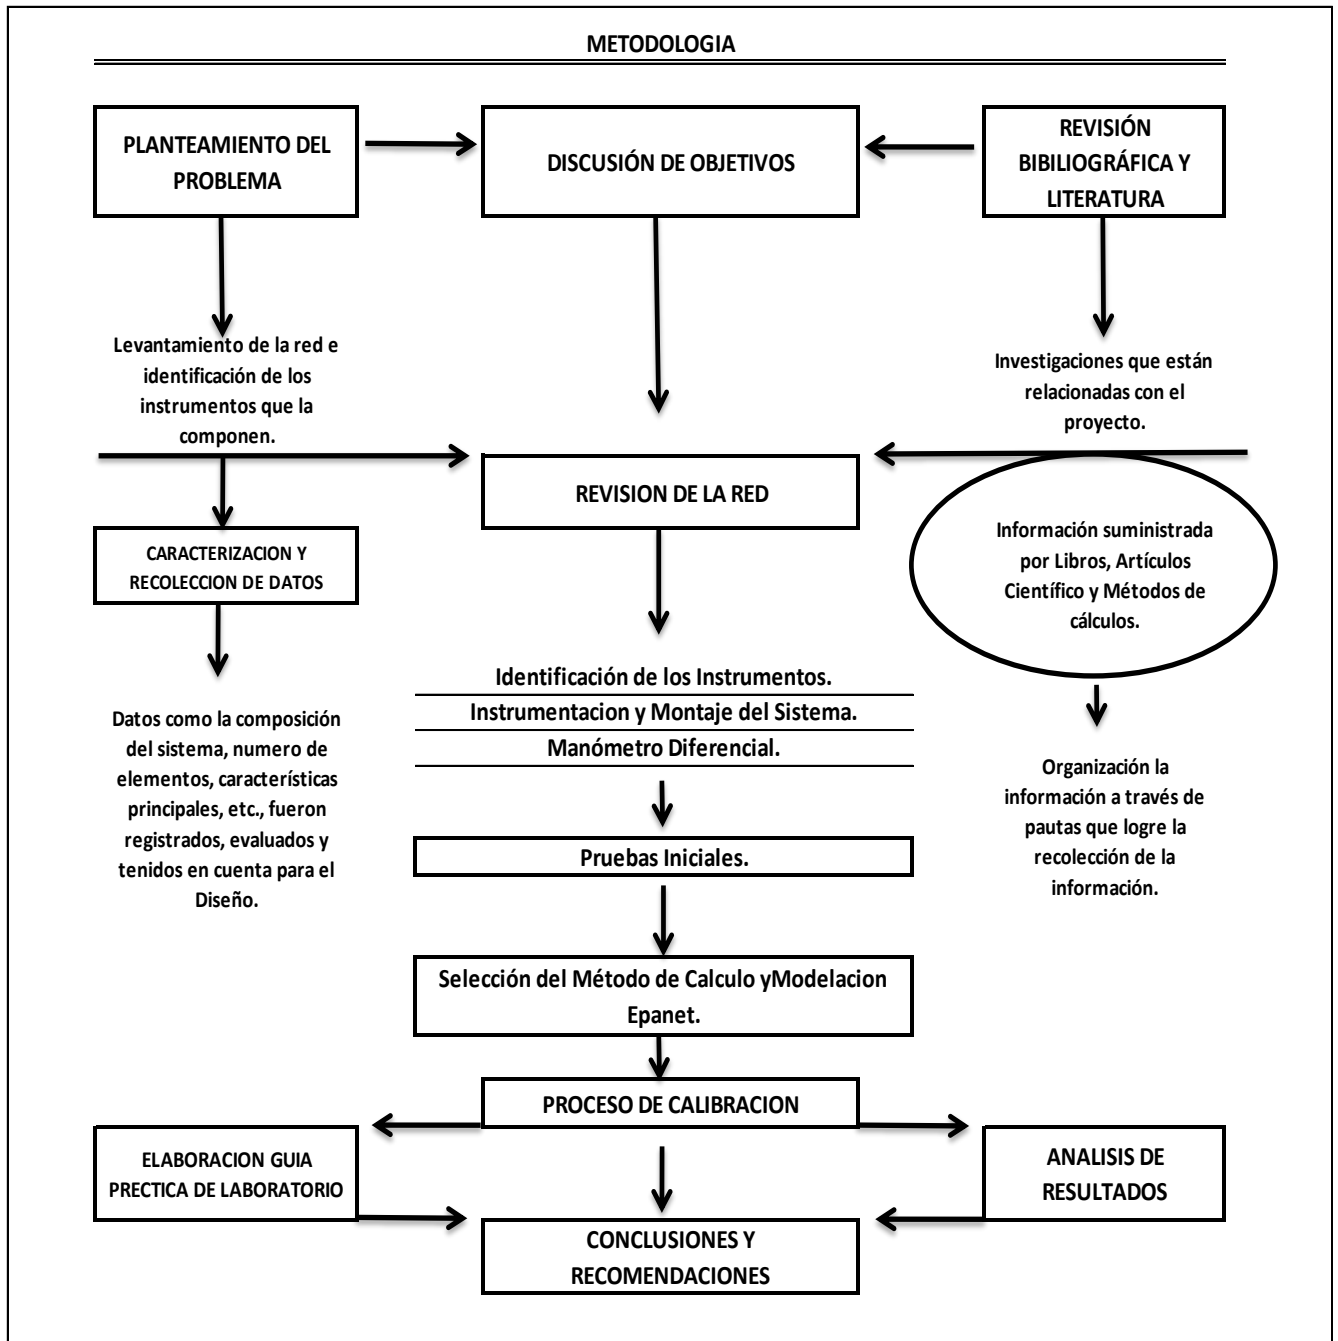 METODOLOGIA
PLANTEAMIENTO DEL
PROBLEMA
DISCUSIÓN DE OBJETIVOS
REVISIÓN
BIBILIOGRÁFICA Y
LITERATURA
Levantamiento de la red e
identificación de los
instrumentos que la
componen.
Investigaciones que están
relacionadas con el
proyecto.
REVISION DE LA RED
CARACTERIZACION Y
RECOLECCION DE DATOS
Información suministrada
por Libros, Artículos
Científico y Métodos de
cálculos.
Identificación de los Instrumentos.
Instrumentacion y Montaje del Sistema.
Manómetro Diferencial.
Datos como la composición
del sistema, numero de
elementos, características
principales, etc., fueron
registrados, evaluados y
tenidos en cuenta para el
Diseño.
Organización la
información a través de
pautas que logre la
recolección de la
información.
Pruebas Iniciales.
Selección del Método de Calculo yModelacion
Epanet.
PROCESO DE CALIBRACION
ELABORACION GUIA
PRECTICA DE LABORATORIO
ANALISIS DE
RESULTADOS
CONCLUSIONES Y
RECOMENDACIONES